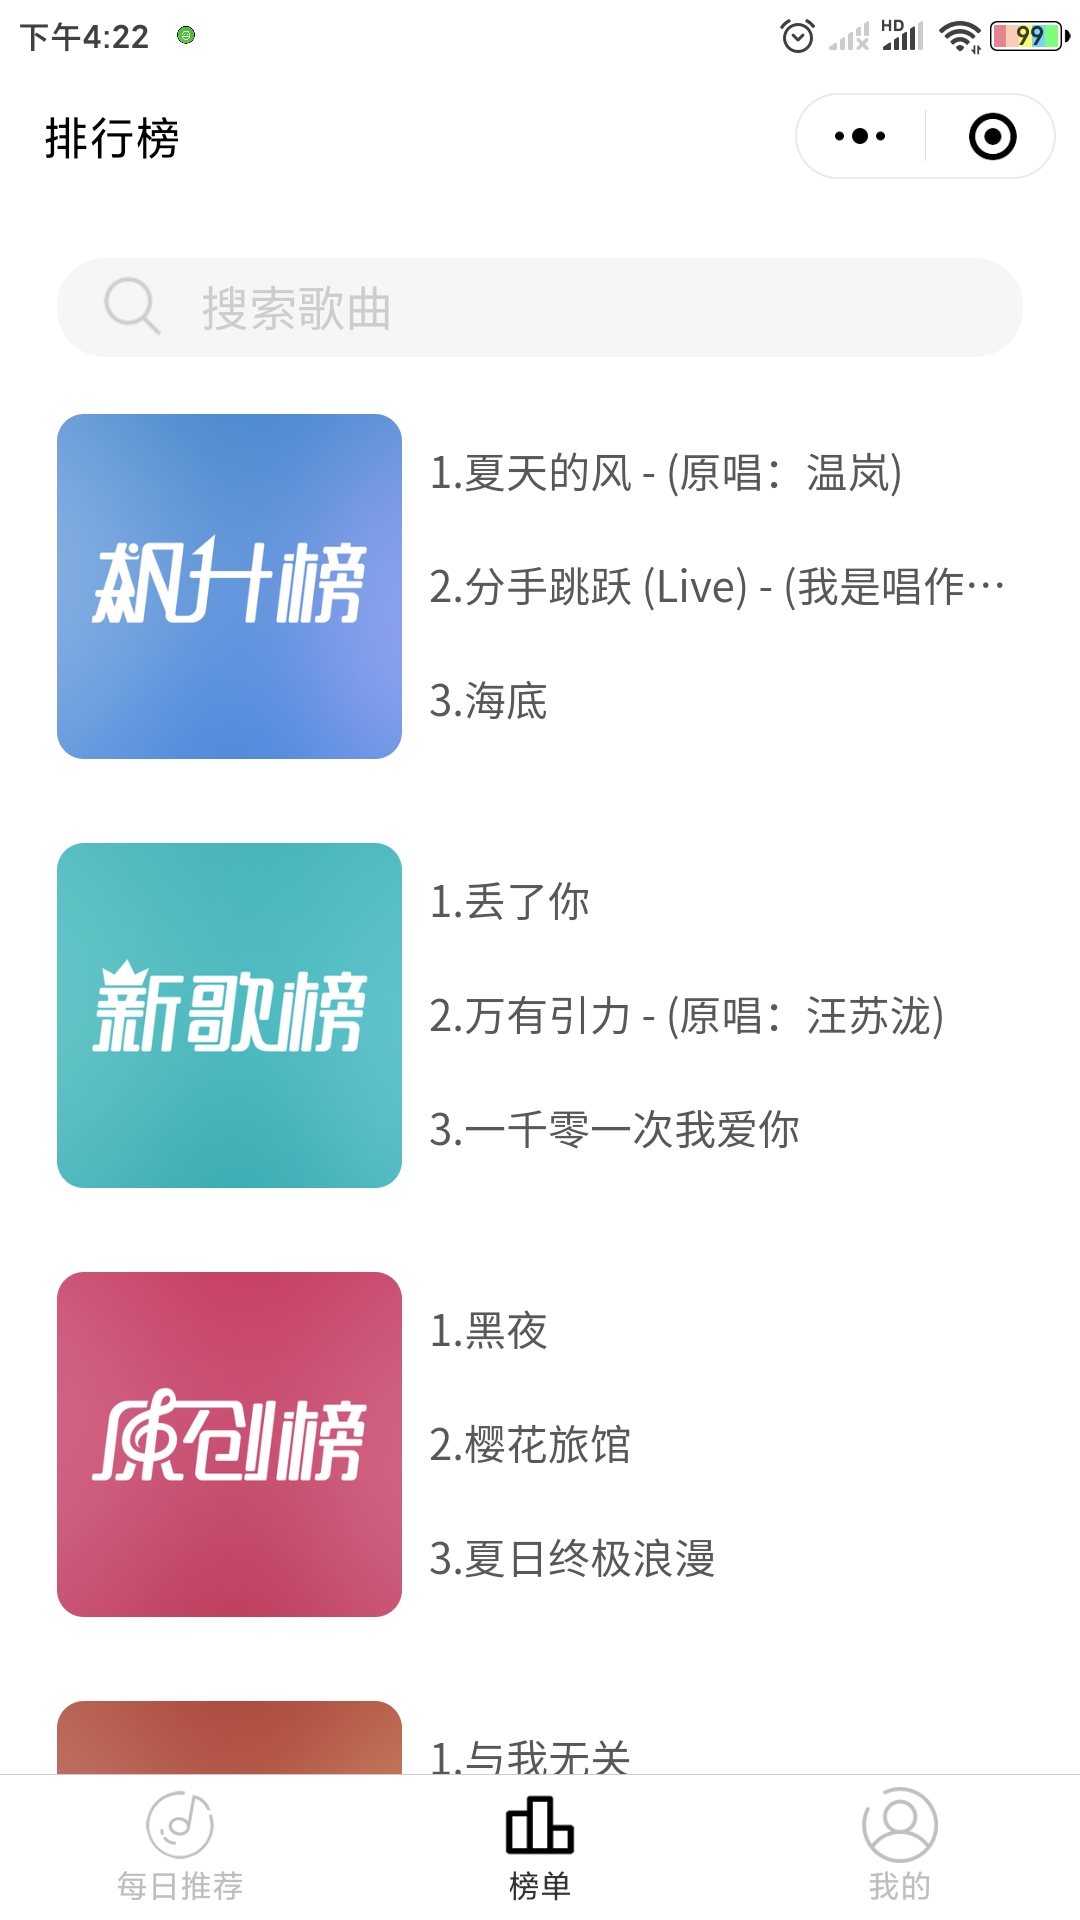 下午4:22
HD
99
排行榜
搜索歌曲
飙升榜
1.夏天的风 - (原唱：温岚)
2.分手跳跃 (Live) - (我是唱作…
3.海底
新歌榜
1.丢了你
2.万有引力 - (原唱：汪苏泷)
3.一千零一次我爱你
原创榜
1.黑夜
2.樱花旅馆
3.夏日终极浪漫
1.与我无关
每日推荐
榜单
我的